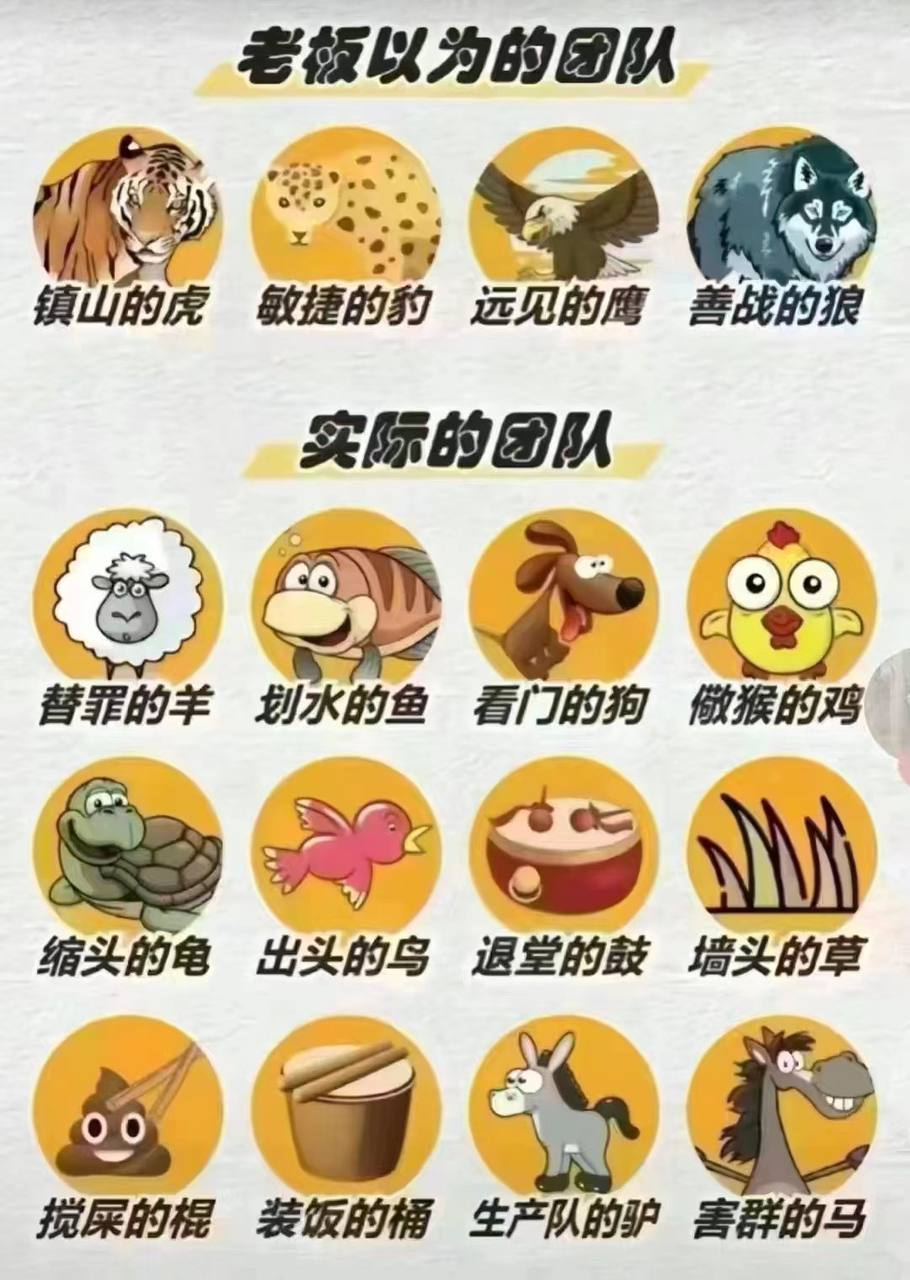 老板以为的团队
镇山的虎 敏捷的豹 远见的鹰 善战的狼
实际的团队
替罪的羊 划水的鱼 看门的狗 儆猴的鸡
缩头的龟 出头的鸟 退堂的鼓 墙头的草
搅屎的棍 装饭的桶 生产队的驴 害群的马